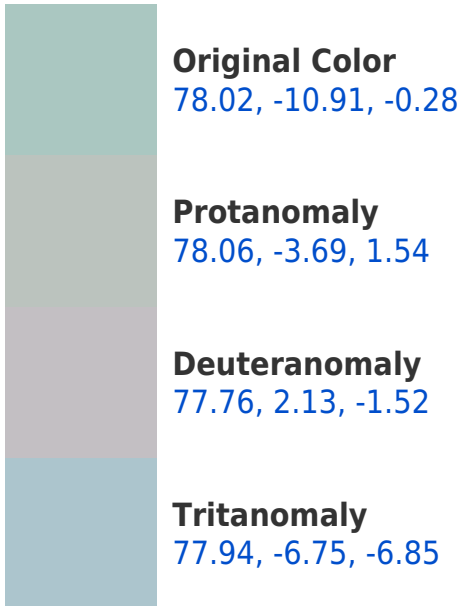 Original Color
78.02, -10.91, -0.28
Protanomaly
78.06, -3.69, 1.54
Deuteranomaly
77.76, 2.13, -1.52
Tritanomaly
77.94, -6.75, -6.85